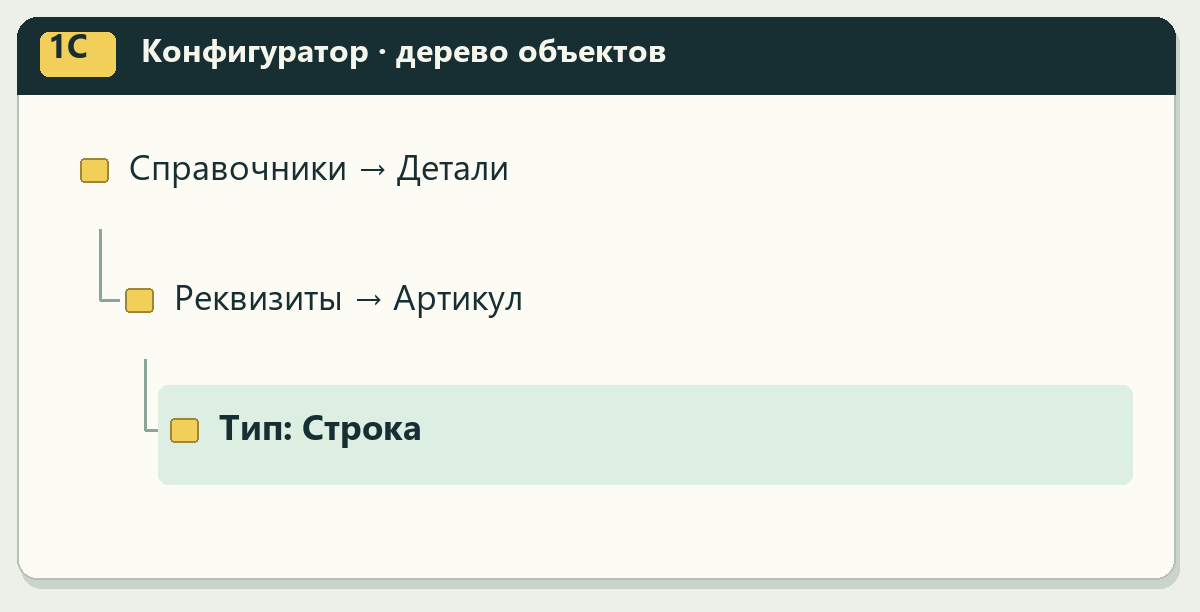 1С
Конфигуратор · дерево объектов
Справочники → Детали
Реквизиты → Артикул
Тип: Строка